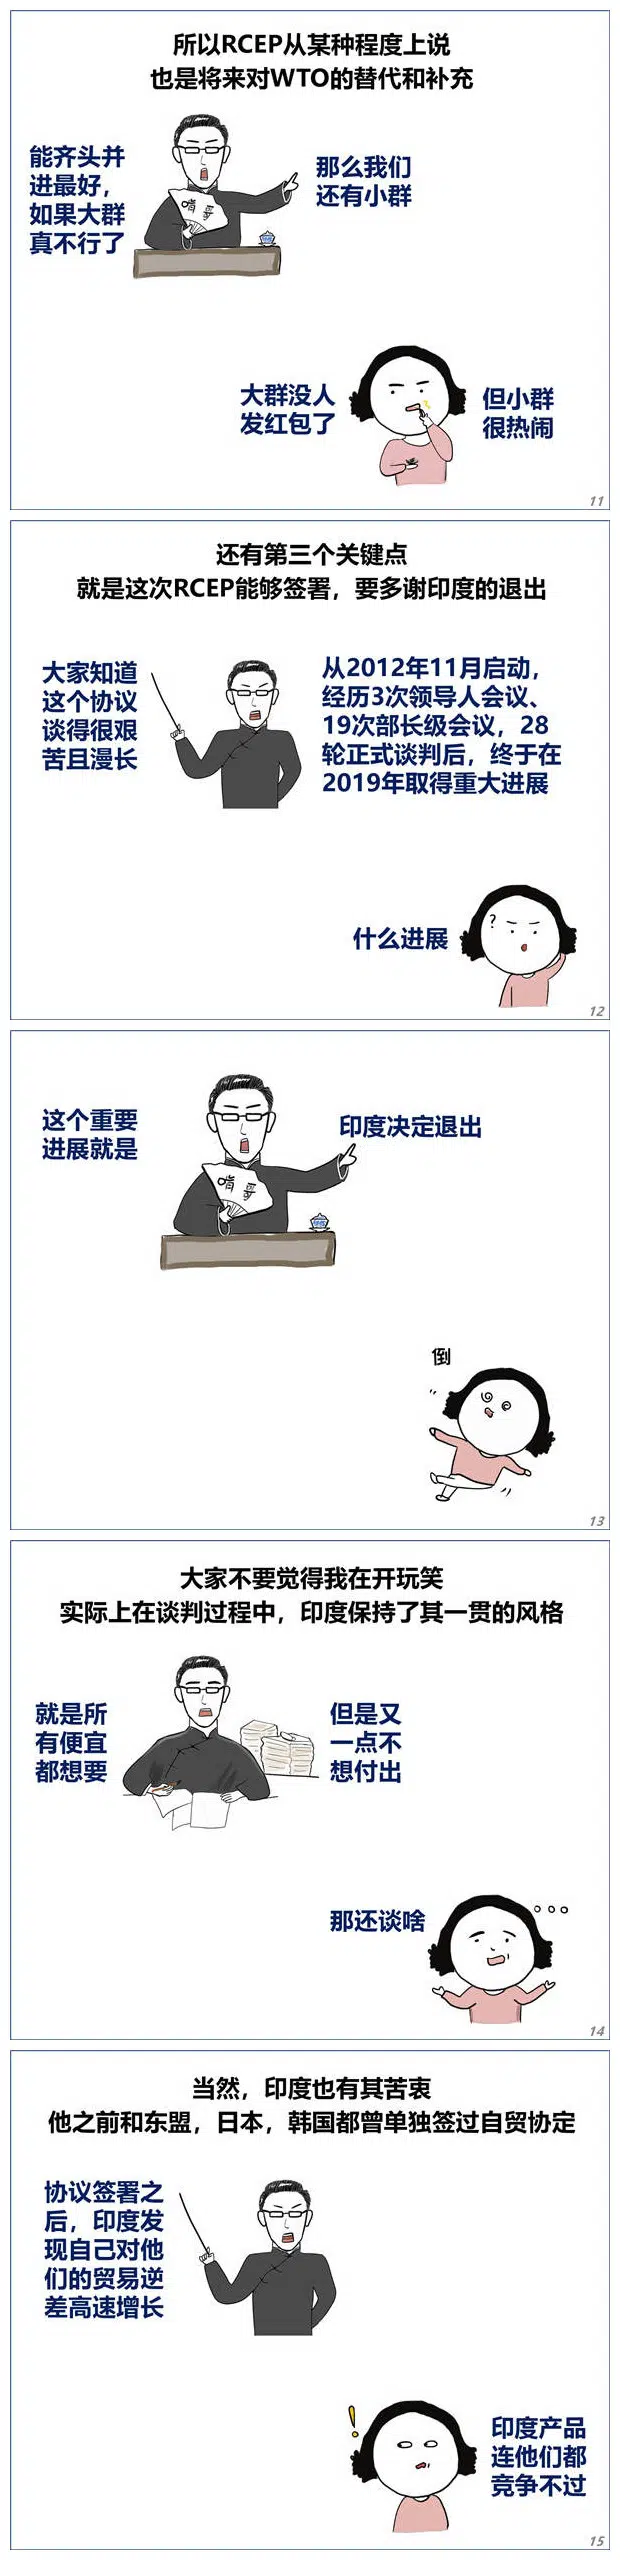 所以RCEP从某种程度上说
也是将来对WTO的替代和补充
能齐头并
进最好，
如果大群
真不行了
啃哥
那么我们
还有小群
大群没人
发红包了
但小群
很热闹
11
还有第三个关键点
就是这次RCEP能够签署，要多谢印度的退出
大家知道
这个协议
谈得很艰
苦且漫长
从2012年11月启动，
经历3次领导人会议、
19次部长级会议，28
轮正式谈判后，终于在
2019年取得重大进展
什么进展
?
12
这个重要
进展就是
啃哥
印度决定退出
倒
13
大家不要觉得我在开玩笑
实际上在谈判过程中，印度保持了其一贯的风格
就是所
有便宜
都想要
但是又
一点不
想付出
那还谈啥
14
当然，印度也有其苦衷
他之前和东盟，日本，韩国都曾单独签过自贸协定
协议签署之
后，印度发
现自己对他
们的贸易逆
差高速增长
!
印度产品
连他们都
竞争不过
15